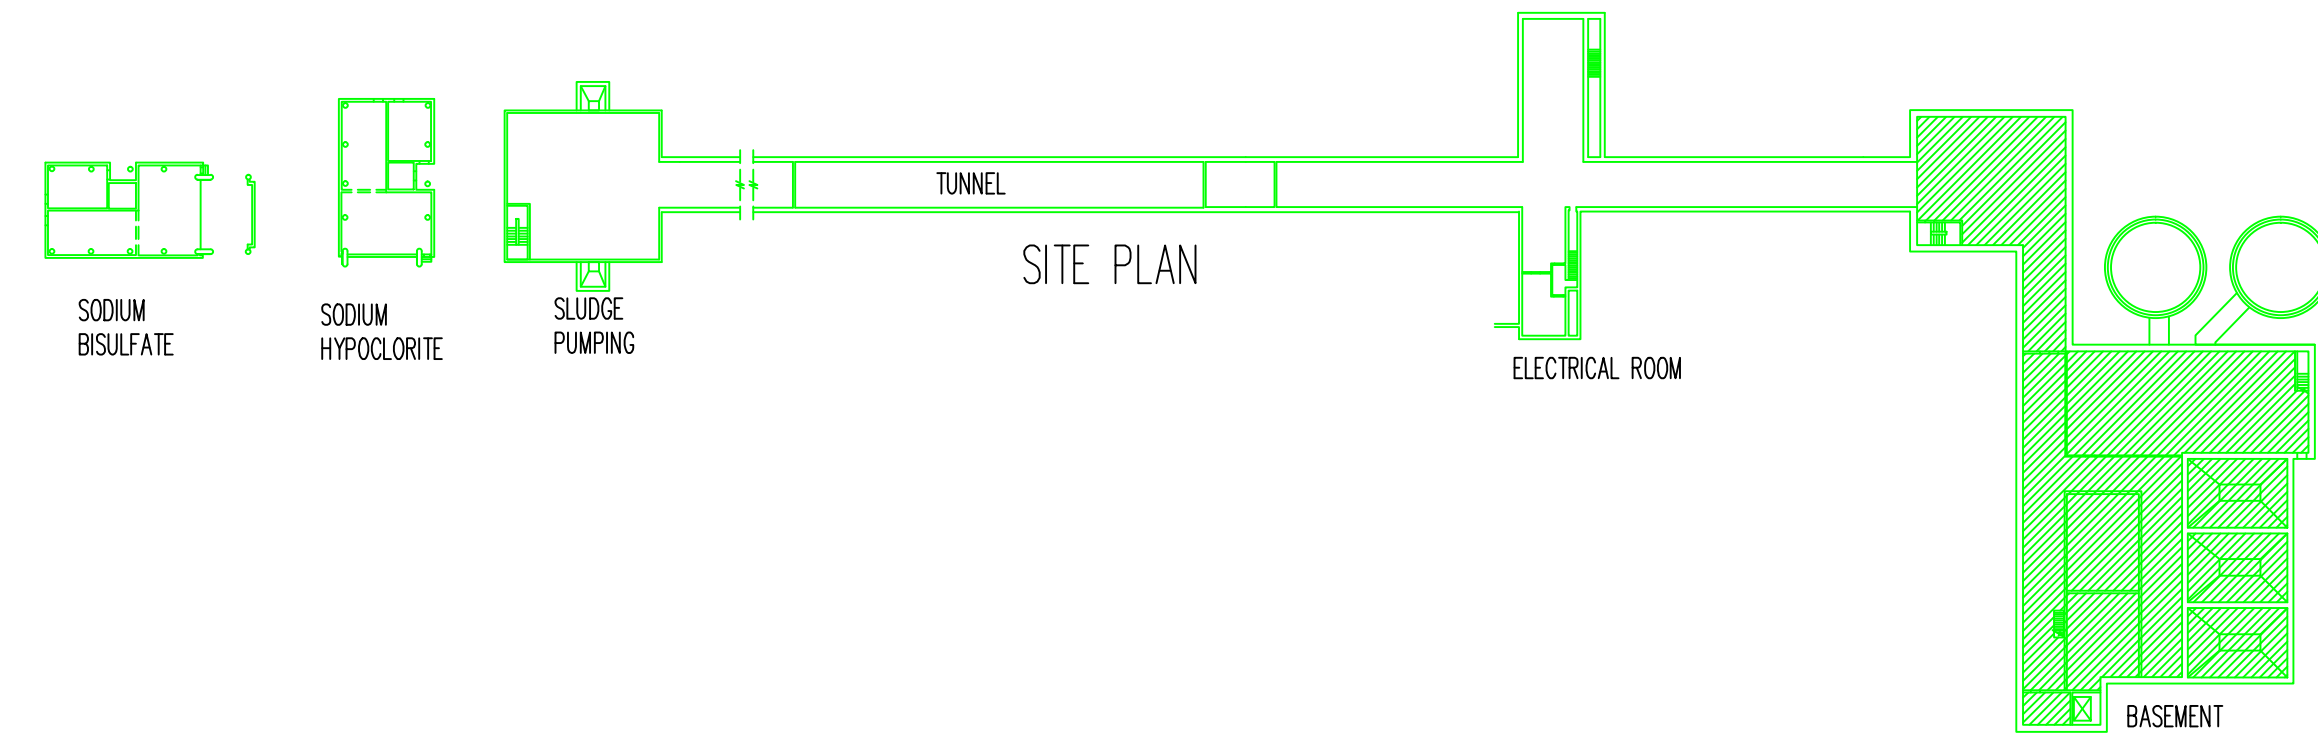 TUNNEL
SITE PLAN
SODIUM
BISULFATE
SODIUM
HYPOCLORITE
SLUDGE
PUMPING
ELECTRICAL ROOM
BASEMENT